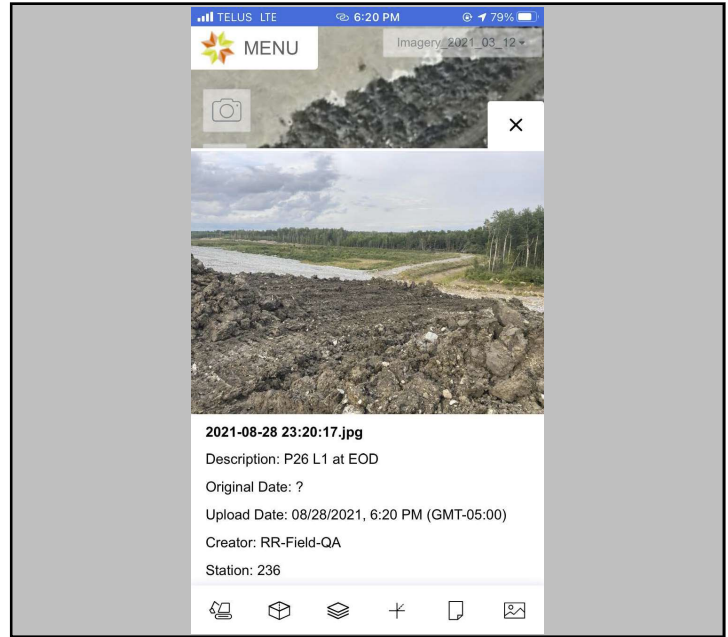 TELUS LTE 6:20 PM 79%
MENU
Imagery_2021_03_12
2021-08-28 23:20:17.jpg
Description: P26 L1 at EOD
Original Date: ?
Upload Date: 08/28/2021, 6:20 PM (GMT-05:00)
Creator: RR-Field-QA
Station: 236